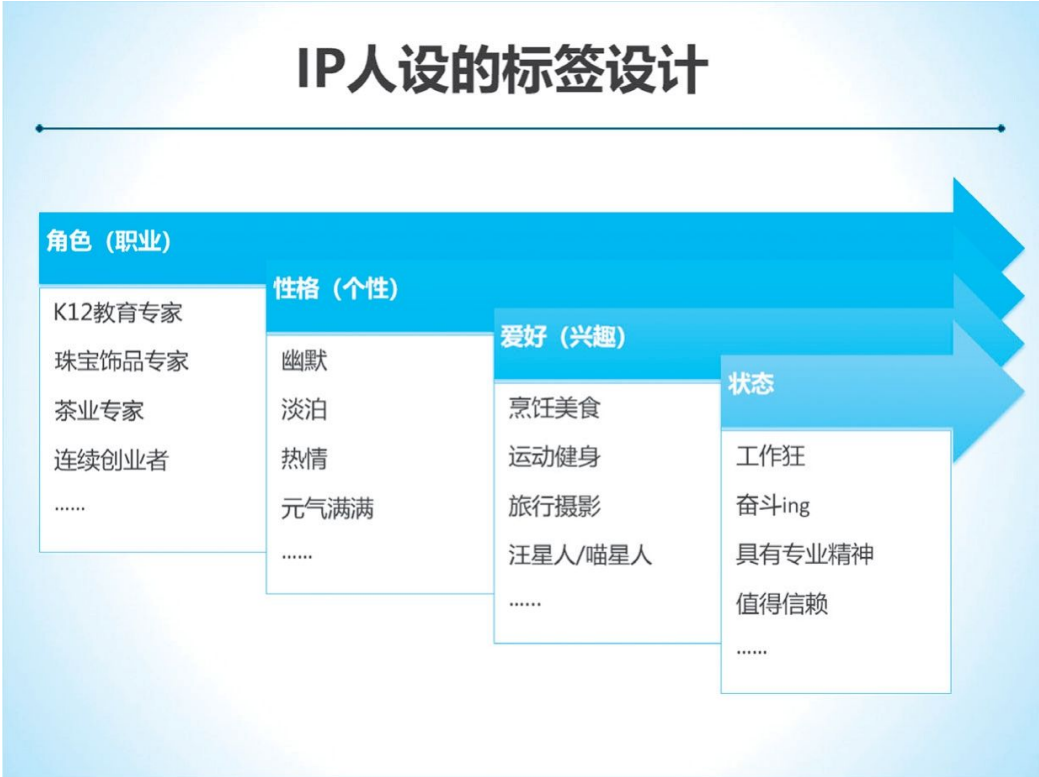 IP人设的标签设计
角色（职业）
K12教育专家
珠宝饰品专家
茶业专家
连续创业者
......
性格（个性）
幽默
淡泊
热情
元气满满
......
爱好（兴趣）
烹饪美食
运动健身
旅行摄影
汪星人/喵星人
......
状态
工作狂
奋斗ing
具有专业精神
值得信赖
......